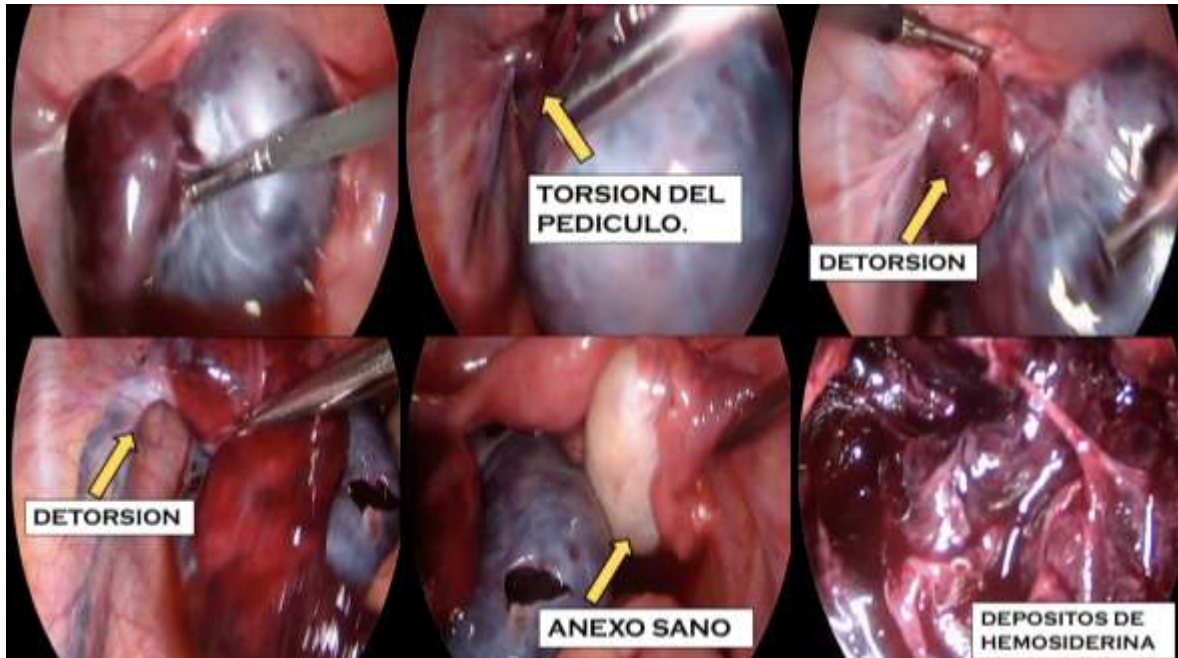 TORSION DEL
PEDICULO.
DETORSION
DETORSION
ANEXO SANO
DEPOSITOS DE
HEMOSIDERINA